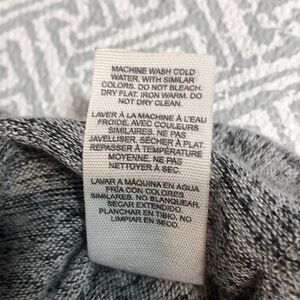 MACHINE WASH COLD
WATER, WITH SIMILAR
COLORS. DO NOT BLEACH.
DRY FLAT. IRON WARM. DO
NOT DRY CLEAN.
LAVER À LA MACHINE À L'EAU
FROIDE, AVEC COULEURS
SIMILAIRES. NE PAS
JAVELLISER. SÉCHER À PLAT.
REPASSER À TEMPÉRATURE
MOYENNE. NE PAS
NETTOYER À SEC.
LAVAR A MÁQUINA EN AGUA
FRÍA CON COLORES
SIMILARES. NO BLANQUEAR.
SECAR EXTENDIDO.
PLANCHAR EN TIBIO. NO
LIMPIAR EN SECO.